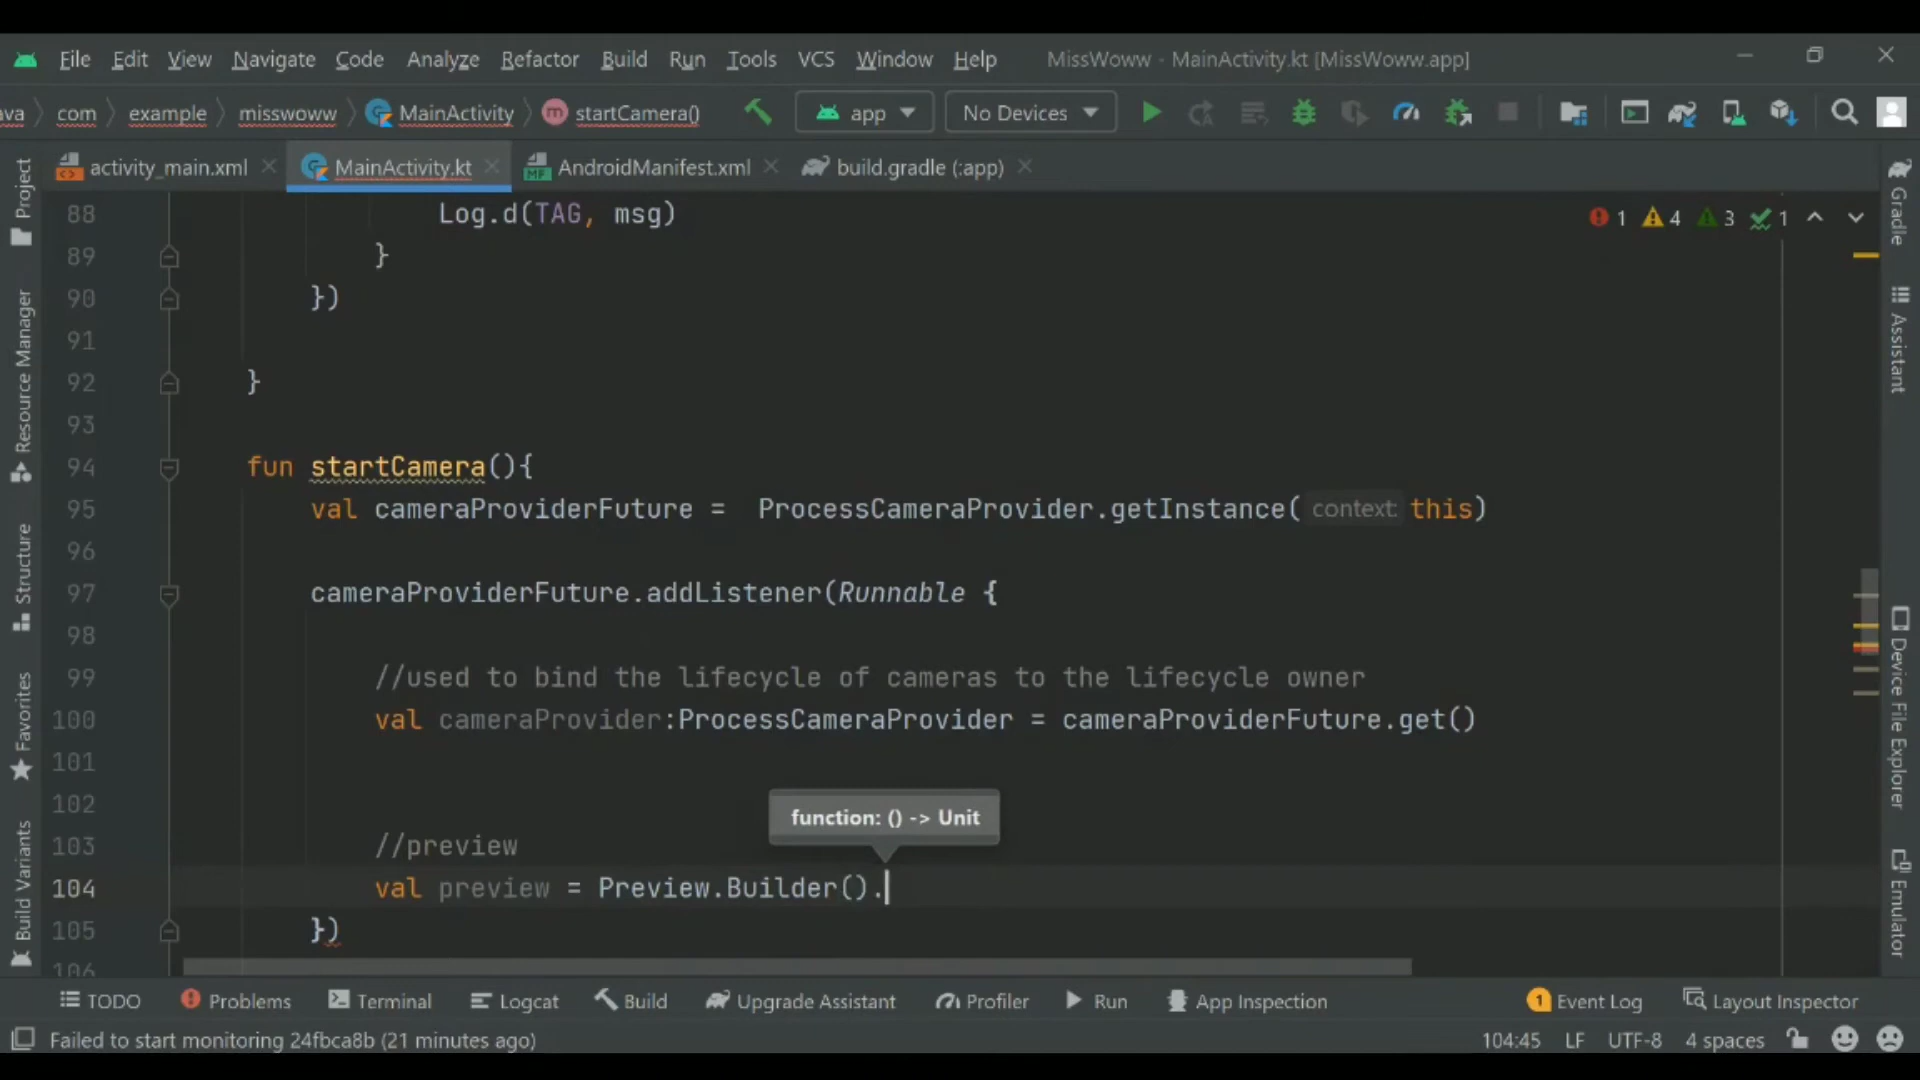 File Edit View Navigate Code Analyze Refactor Build Run Tools VCS Window Help MissWoww - MainActivity.kt [MissWoww.app]
ava com example misswoww MainActivity startCamera() app No Devices
activity_main.xml MainActivity.kt AndroidManifest.xml build.gradle (:app)
Project
Resource Manager
Structure
Favorites
Build Variants
88 Log.d(TAG, msg)
89 }
90 })
91
92 }
93
94 fun startCamera(){
95 val cameraProviderFuture = ProcessCameraProvider.getInstance( context: this)
96
97 cameraProviderFuture.addListener(Runnable {
98
99 //used to bind the lifecycle of cameras to the lifecycle owner
100 val cameraProvider:ProcessCameraProvider = cameraProviderFuture.get()
101
102
function: () -> Unit
103 //preview
104 val preview = Preview.Builder().
105 })
106
1 4 3 1
Gradle
Assistant
Device File Explorer
Emulator
TODO Problems Terminal Logcat Build Upgrade Assistant Profiler Run App Inspection 1 Event Log Layout Inspector
Failed to start monitoring 24fbca8b (21 minutes ago) 104:45 LF UTF-8 4 spaces